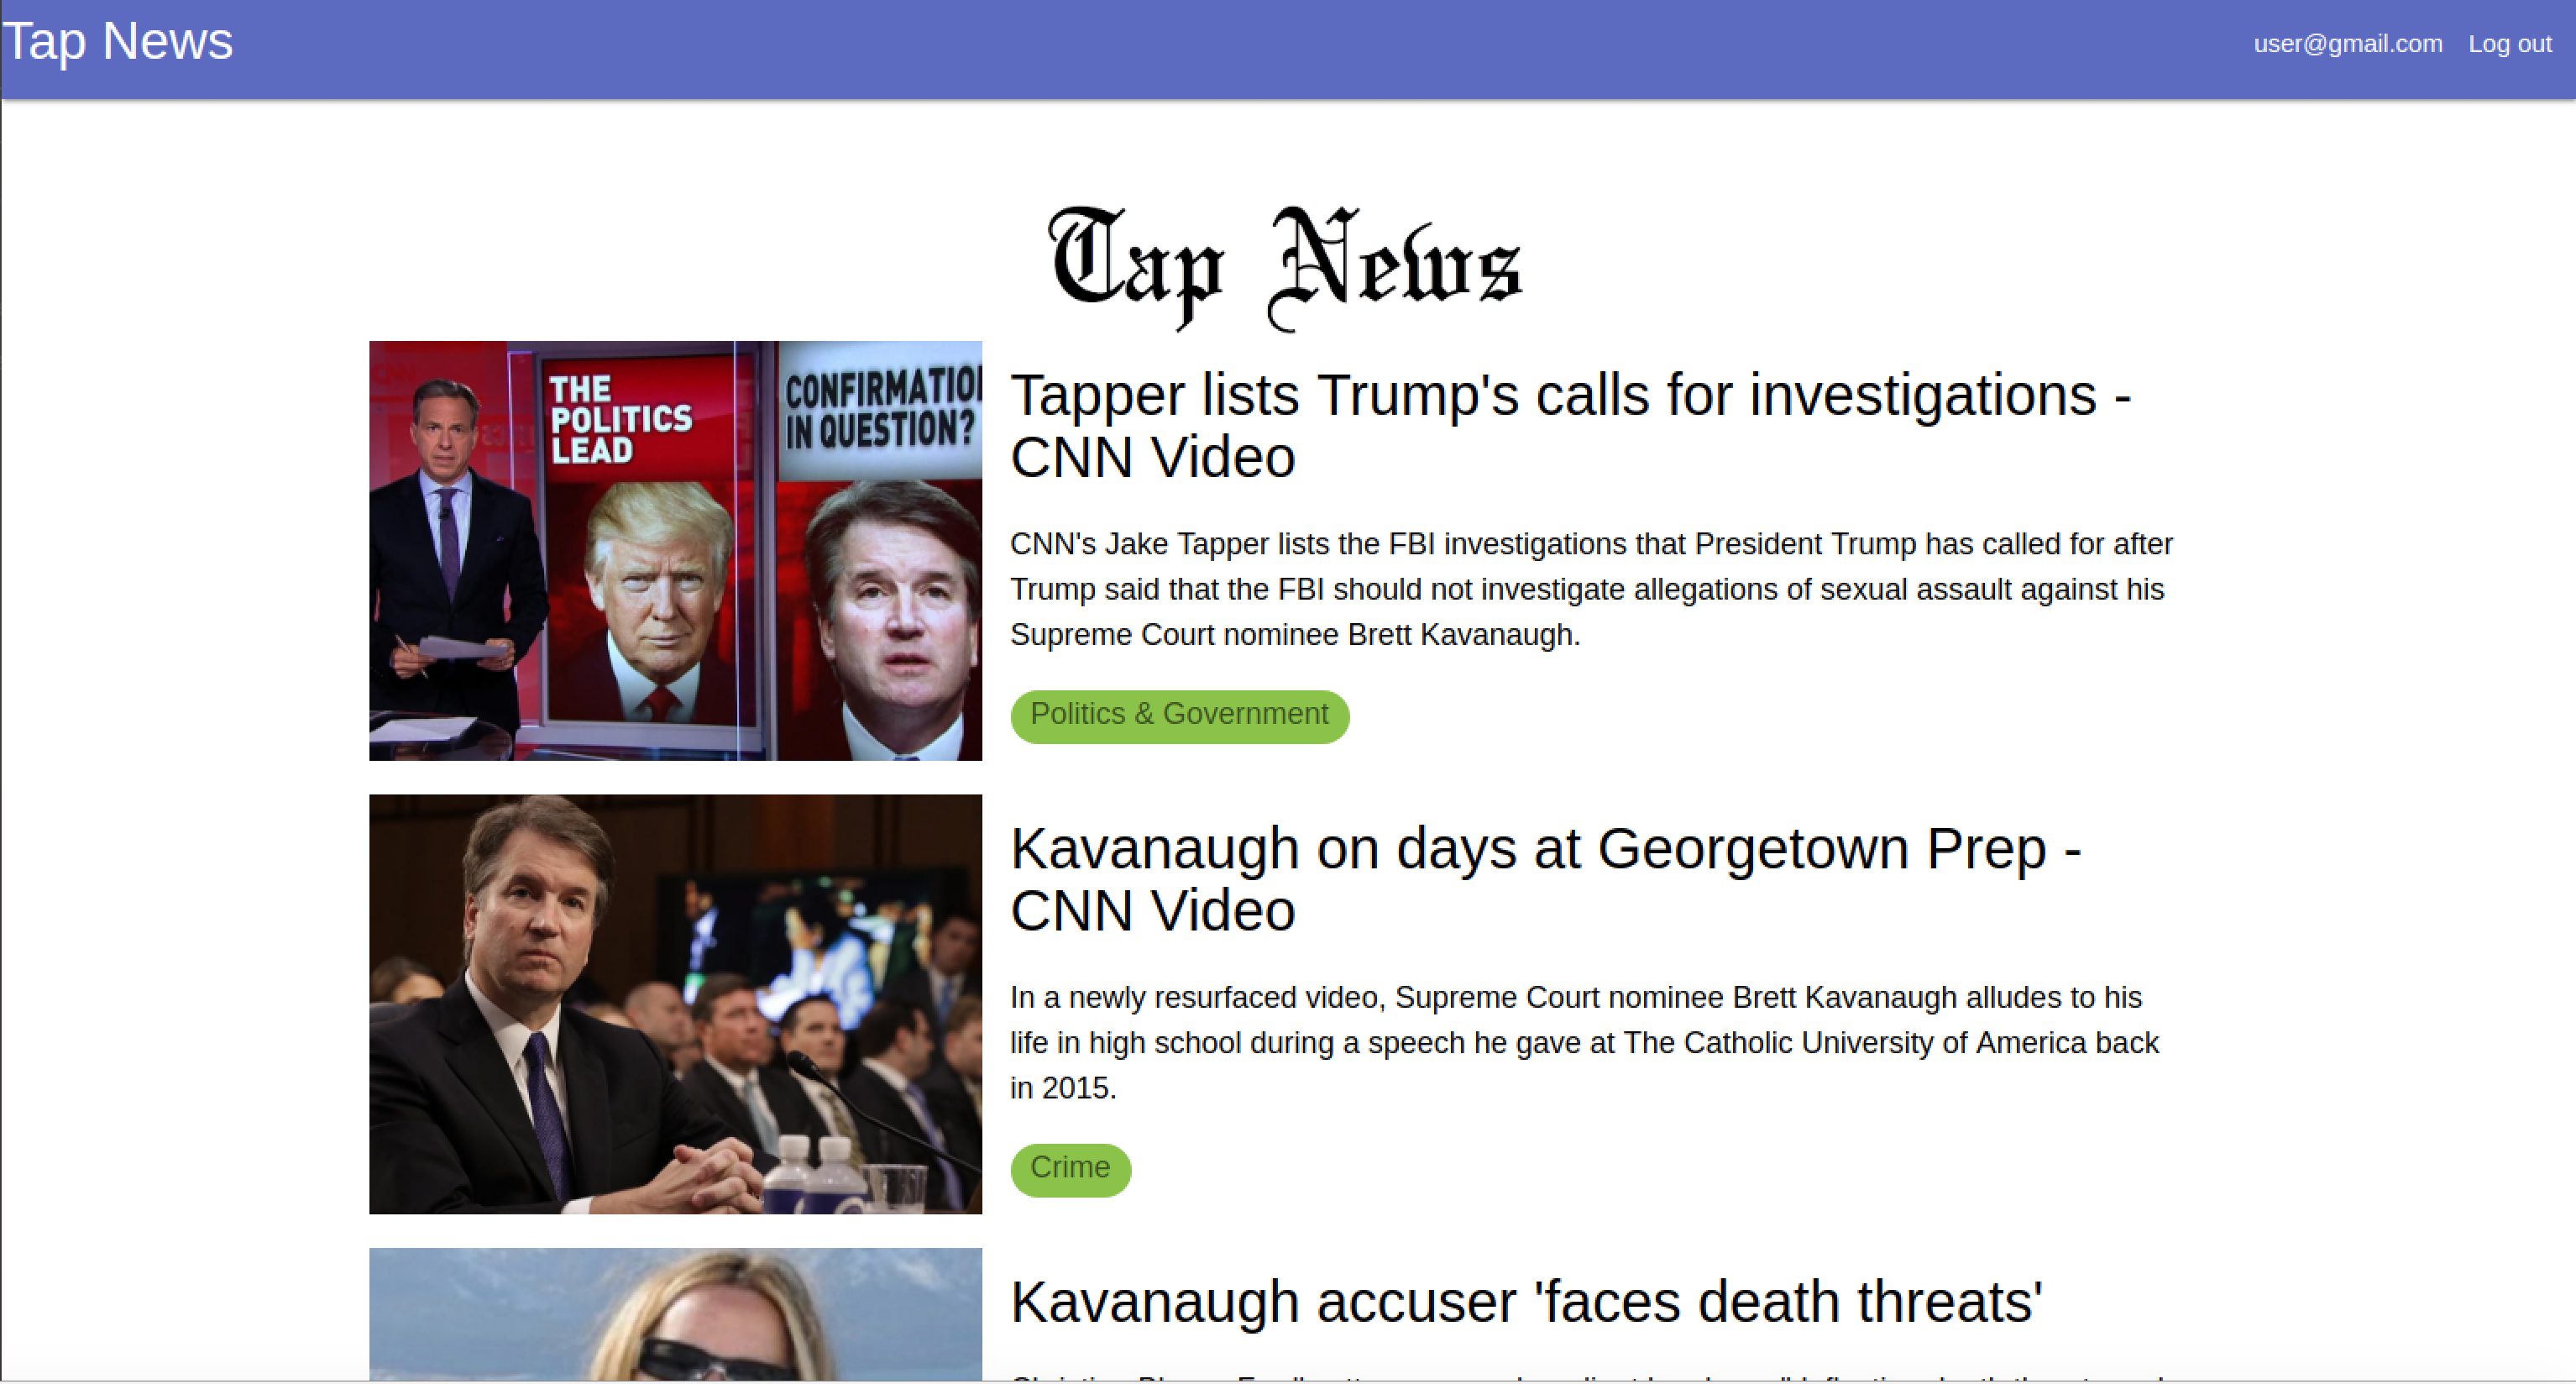 Tap News
user@gmail.com Log out
Tap News
THE
POLITICS
LEAD
CONFIRMATIO
IN QUESTION?
Tapper lists Trump's calls for investigations -
CNN Video
CNN's Jake Tapper lists the FBI investigations that President Trump has called for after
Trump said that the FBI should not investigate allegations of sexual assault against his
Supreme Court nominee Brett Kavanaugh.
Politics & Government
Kavanaugh on days at Georgetown Prep -
CNN Video
In a newly resurfaced video, Supreme Court nominee Brett Kavanaugh alludes to his
life in high school during a speech he gave at The Catholic University of America back
in 2015.
Crime
Kavanaugh accuser 'faces death threats'